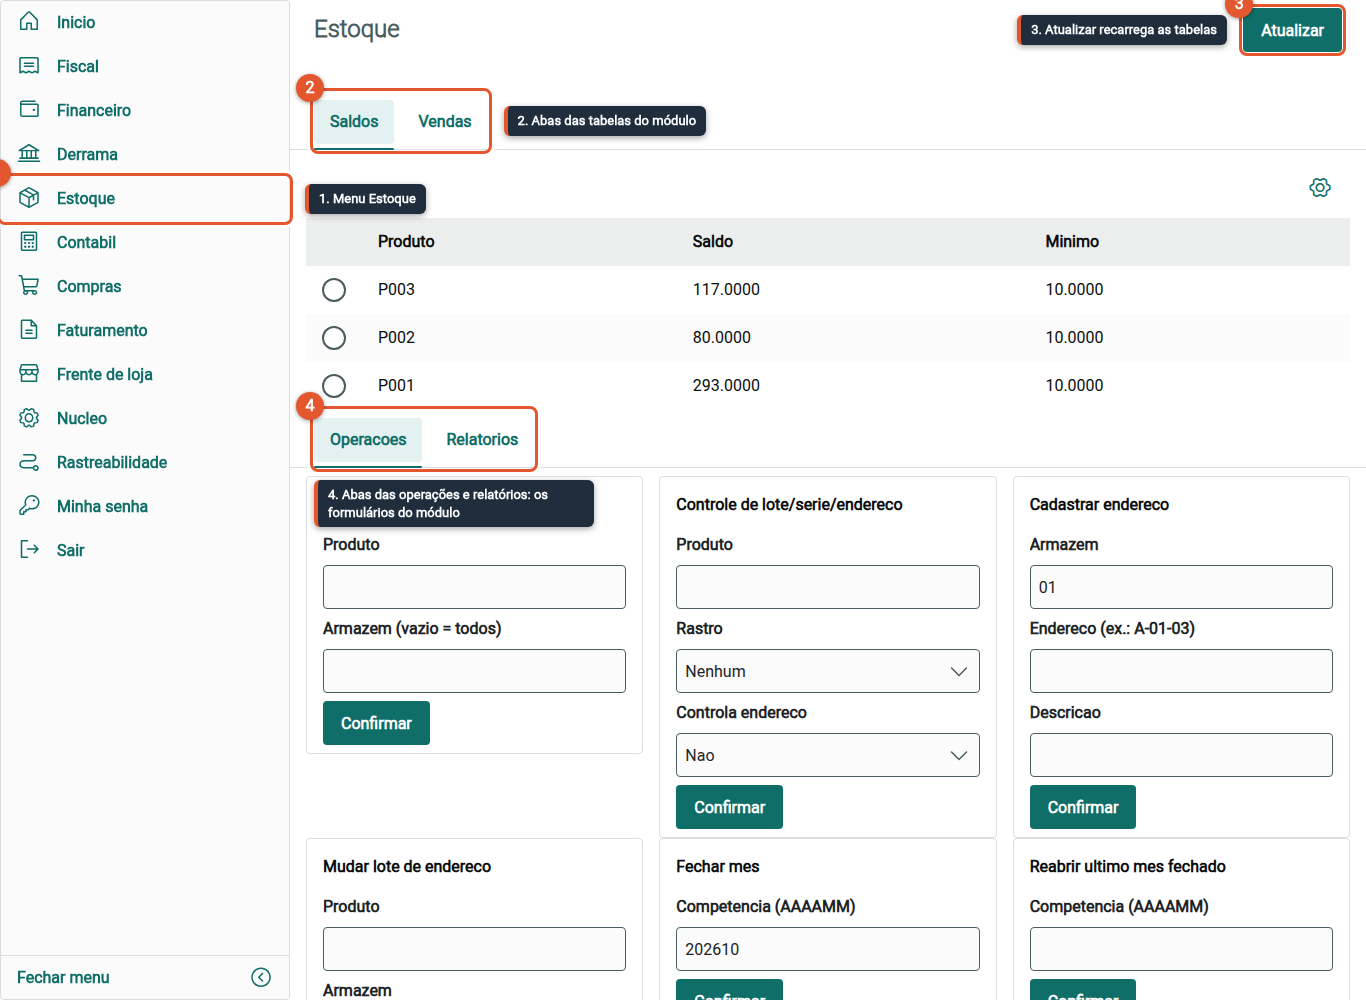 Inicio
Fiscal
Financeiro
Derrama
Estoque
Contabil
Compras
Faturamento
Frente de loja
Nucleo
Rastreabilidade
Minha senha
Sair
Fechar menu
Estoque
3. Atualizar recarrega as tabelas
3
Atualizar
2
Saldos Vendas
2. Abas das tabelas do módulo
1. Menu Estoque
Produto Saldo Minimo
P003 117.0000 10.0000
P002 80.0000 10.0000
P001 293.0000 10.0000
4
Operacoes Relatorios
4. Abas das operações e relatórios: os
formulários do módulo
Produto
Armazem (vazio = todos)
Confirmar
Controle de lote/serie/endereco
Produto
Rastro
Nenhum
Controla endereco
Nao
Confirmar
Cadastrar endereco
Armazem
01
Endereco (ex.: A-01-03)
Descricao
Confirmar
Mudar lote de endereco
Produto
Armazem
Fechar mes
Competencia (AAAAMM)
202610
Confirmar
Reabrir ultimo mes fechado
Competencia (AAAAMM)
Confirmar